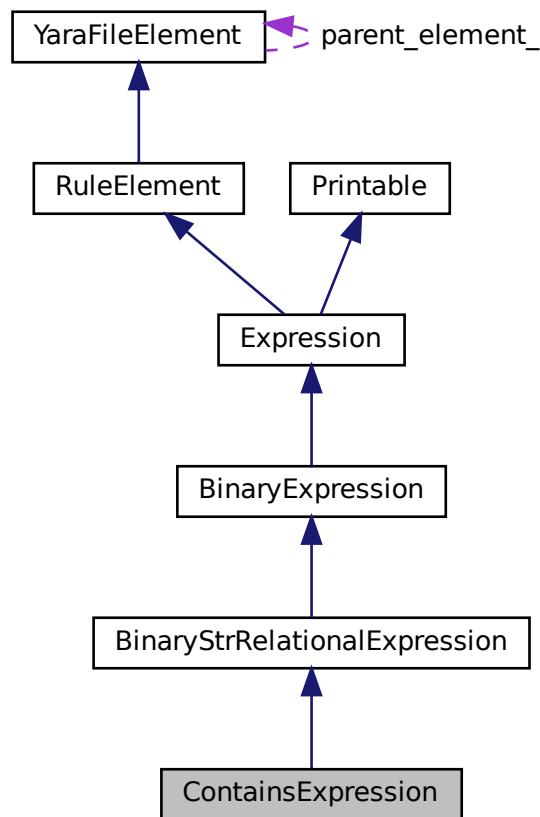 YaraFileElement
parent_element_
RuleElement
Printable
Expression
BinaryExpression
BinaryStrRelationalExpression
ContainsExpression